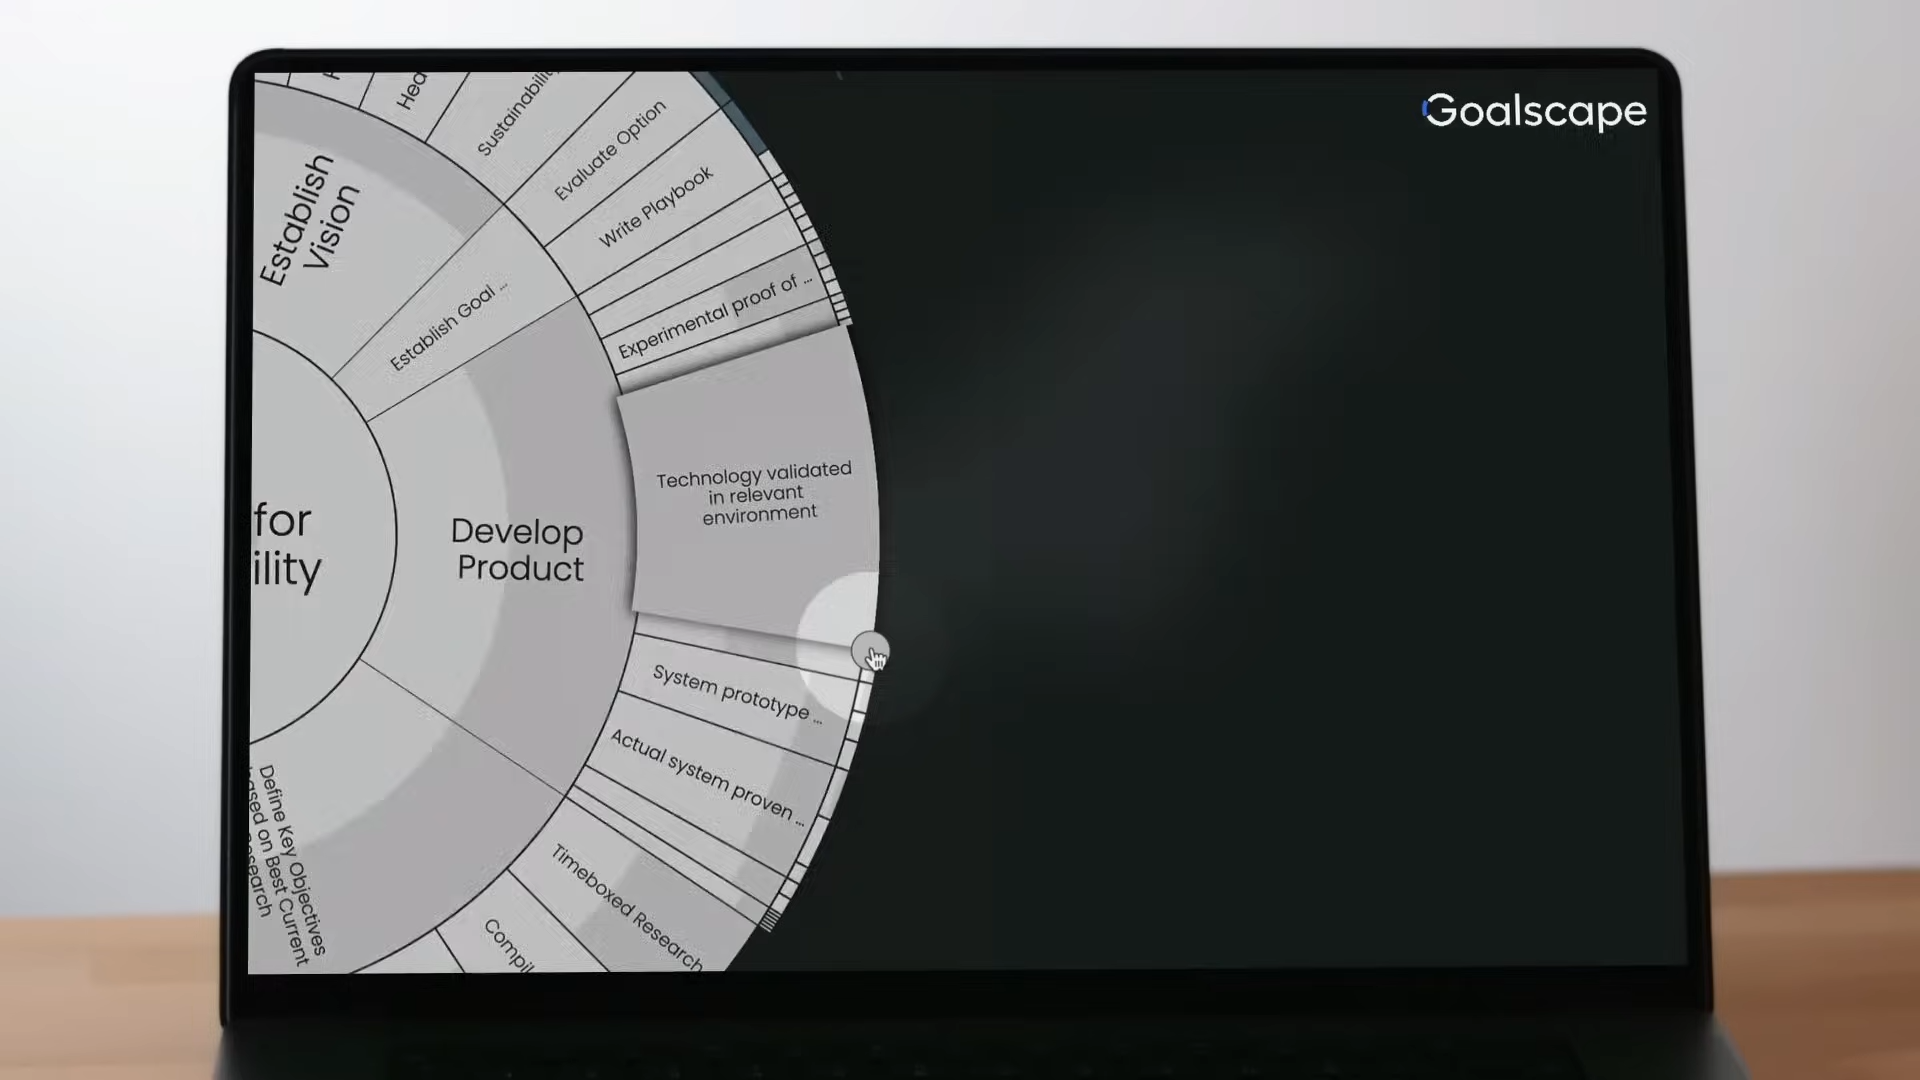 Goalscape
Sustainability
Evaluate Option
Write Playbook
Establish
Vision
Establish Goal ...
Experimental proof of ...
Technology validated
in relevant
environment
for
ility
Develop
Product
System prototype ...
Actual system proven ...
Timeboxed Research
Define Key Objectives
based on Best Current
Research